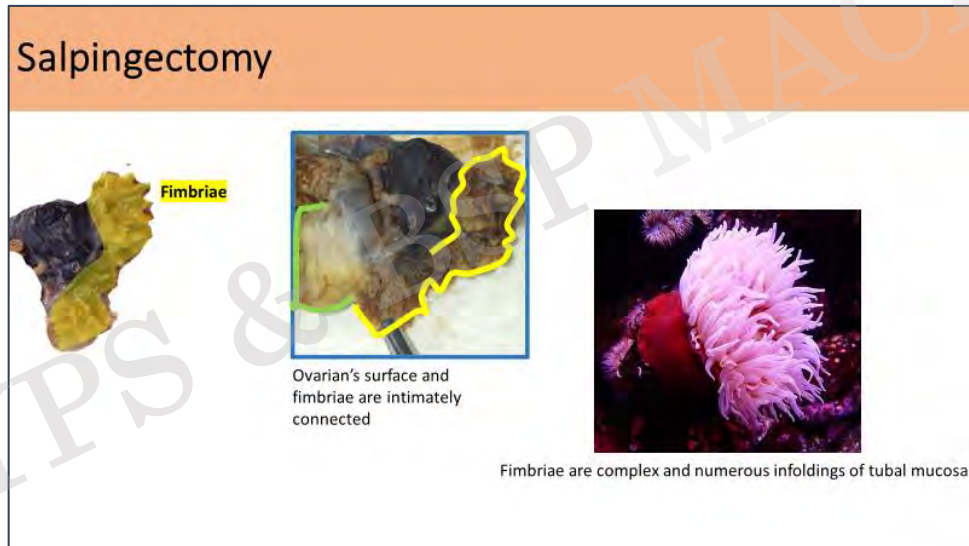 Salpingectomy
Fimbriae
Ovarian's surface and
fimbriae are intimately
connected
Fimbriae are complex and numerous infoldings of tubal mucosa